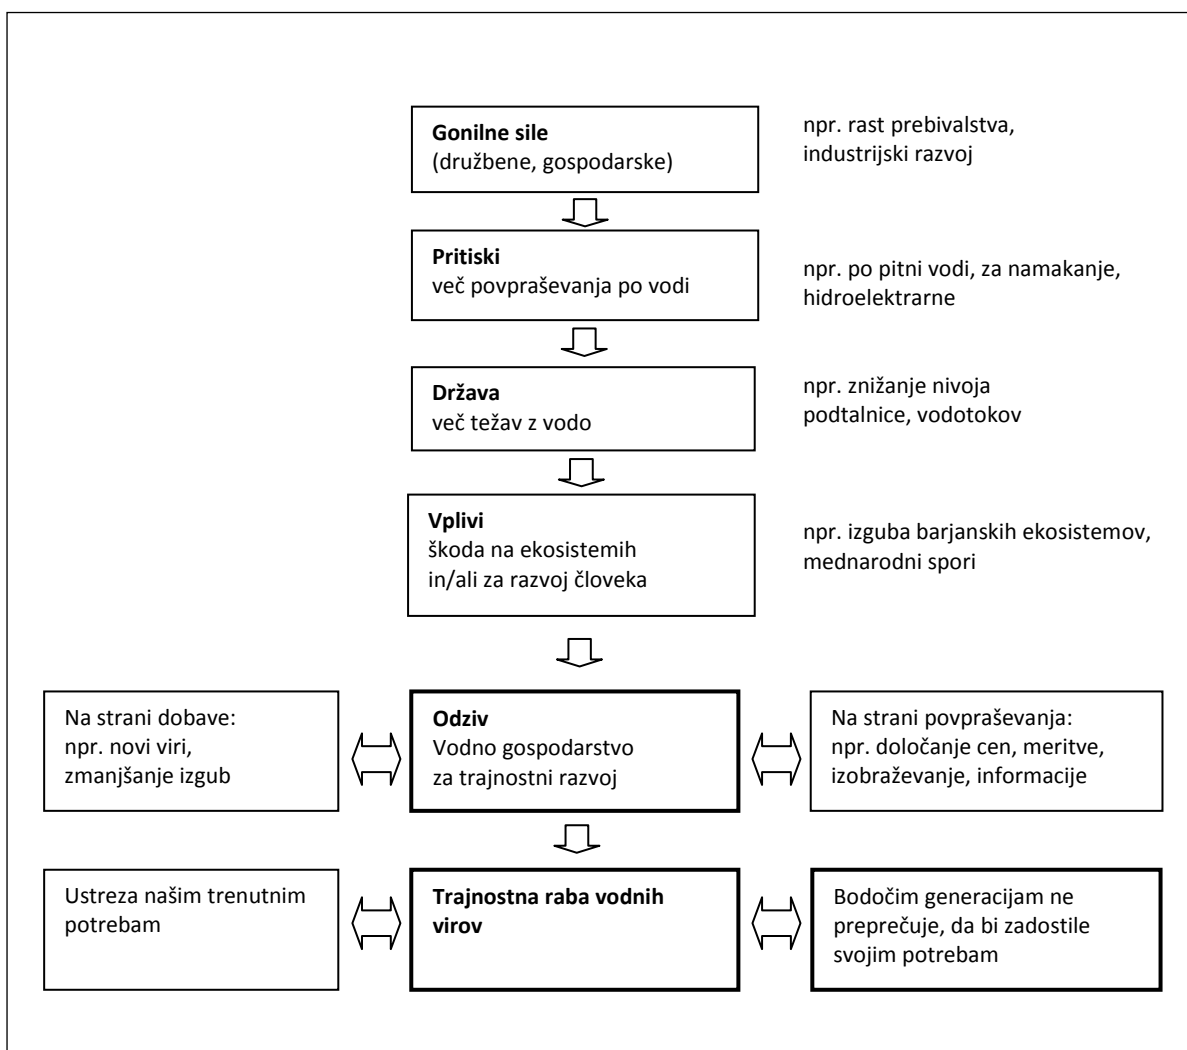 Gonilne sile
(družbene, gospodarske)
npr. rast prebivalstva,
industrijski razvoj
Pritiski
več povpraševanja po vodi
npr. po pitni vodi, za namakanje,
hidroelektrarne
Država
več težav z vodo
npr. znižanje nivoja
podtalnice, vodotokov
Vplivi
škoda na ekosistemih
in/ali za razvoj človeka
npr. izguba barjanskih ekosistemov,
mednarodni spori
Na strani dobave:
npr. novi viri,
zmanjšanje izgub
Odziv
Vodno gospodarstvo
za trajnostni razvoj
Na strani povpraševanja:
npr. določanje cen, meritve,
izobraževanje, informacije
Ustreza našim trenutnim
potrebam
Trajnostna raba vodnih
virov
Bodočim generacijam ne
preprečuje, da bi zadostile
svojim potrebam